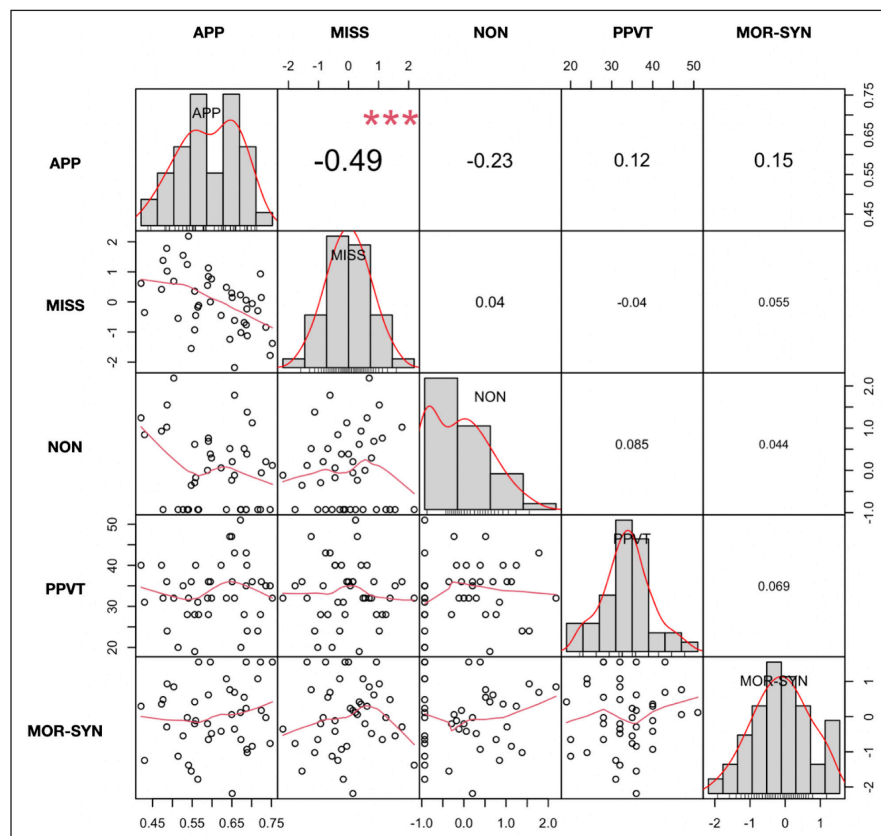 APP MISS NON PPVT MOR-SYN
-2 -1 0 1 2 20 30 40 50
APP APP *** -0.49 -0.23 0.12 0.15 0.45 0.55 0.65 0.75
MISS -2 -1 0 1 2 MISS 0.04 -0.04 0.055
NON NON 0.085 0.044 -1.0 0.0 1.0 2.0
PPVT 20 30 40 50 PPVT 0.069
MOR-SYN MOR-SYN -2 -1 0 1
0.45 0.55 0.65 0.75 -1.0 0.0 1.0 2.0 -2 -1 0 1